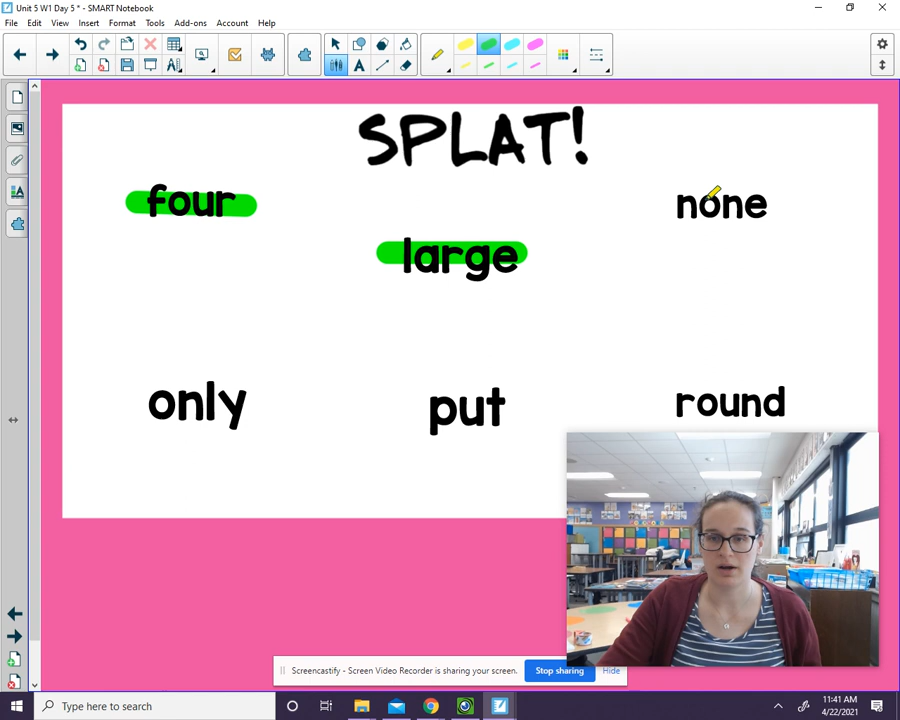 Unit 5 W1 Day 5 * - SMART Notebook
File Edit View Insert Format Tools Add-ons Account Help
SPLAT!
four
none
large
only
put
round
Screencastify - Screen Video Recorder is sharing your screen.
Stop sharing
Hide
Type here to search
11:41 AM
4/22/2021